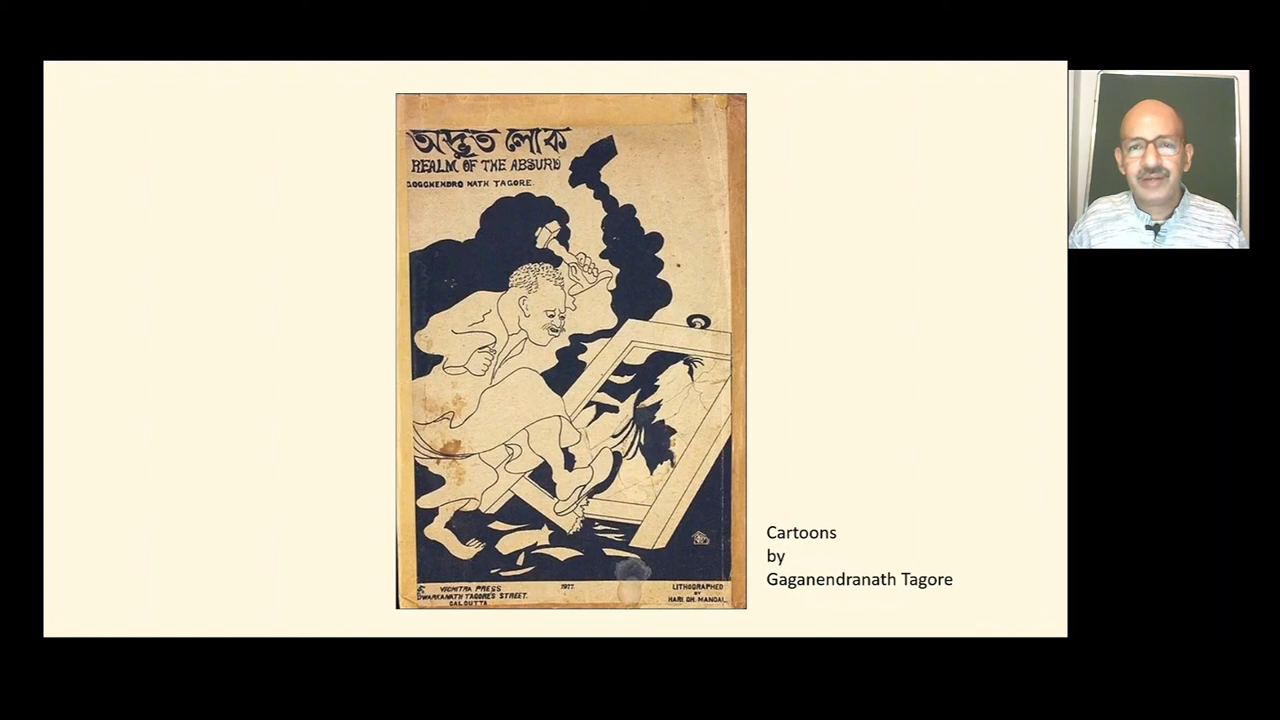 অদ্ভুত লোক
REALM OF THE ABSURD
GOGONENDRO NATH TAGORE.
VICHITRA PRESS
DWARKANATH TAGORE'S STREET.
CALCUTTA
1917
LITHOGRAPHED
BY
HARI CH. MANDAL
Cartoons
by
Gaganendranath Tagore